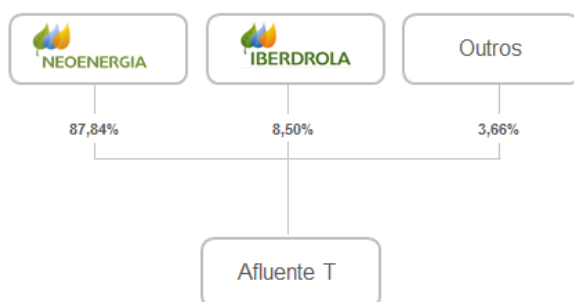 NEOENERGIA
IBERDROLA
Outros
87,84%
8,50%
3,66%
Afluente T